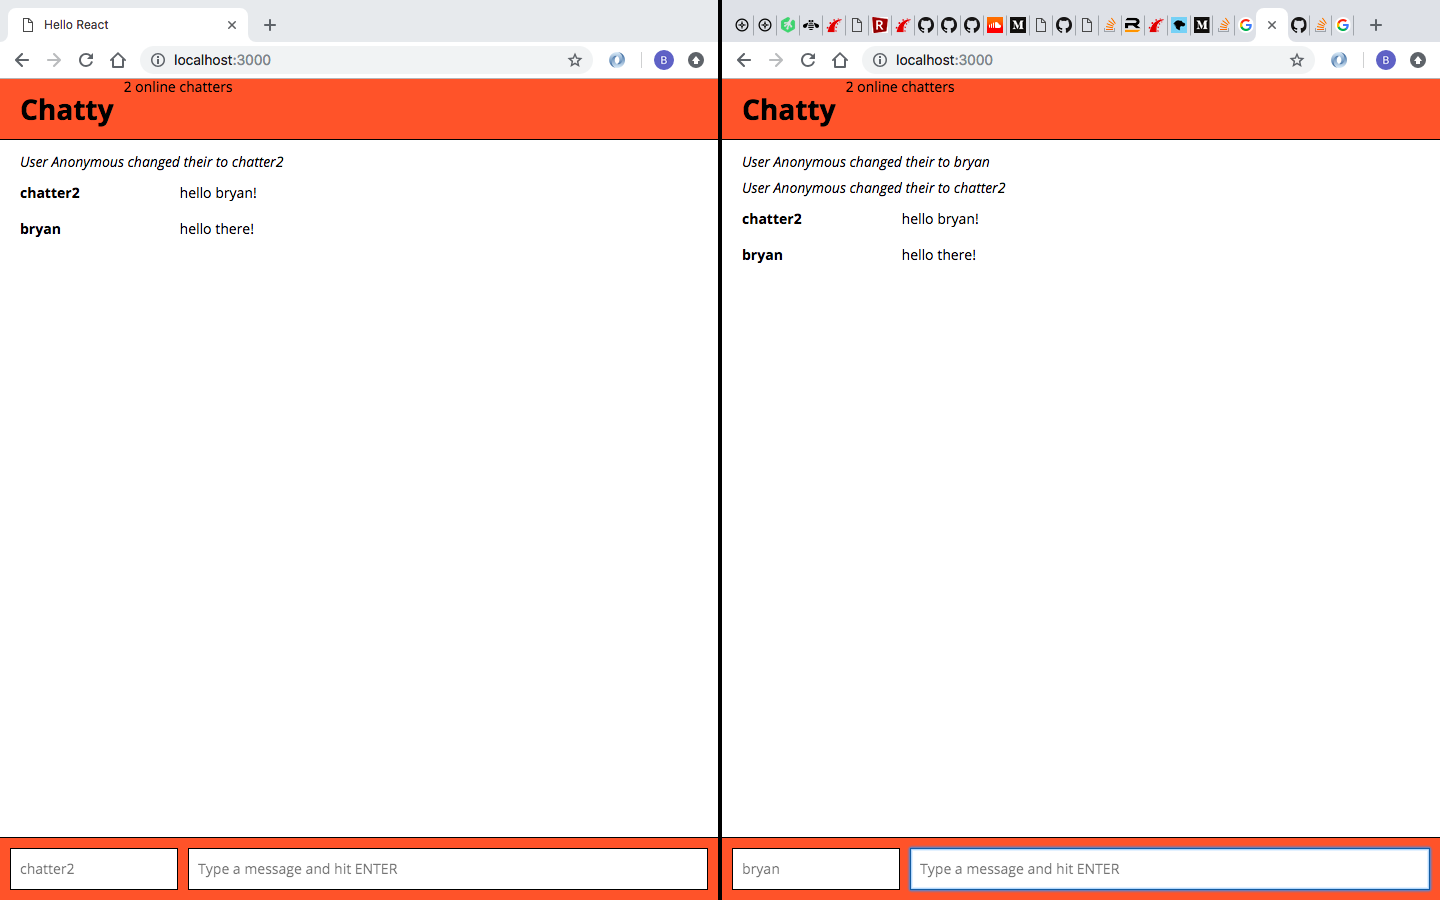 Hello React
localhost:3000
B
2 online chatters
Chatty
User Anonymous changed their to chatter2
chatter2 hello bryan!
bryan hello there!
chatter2
Type a message and hit ENTER
R
M
M
localhost:3000
B
2 online chatters
Chatty
User Anonymous changed their to bryan
User Anonymous changed their to chatter2
chatter2 hello bryan!
bryan hello there!
bryan
Type a message and hit ENTER